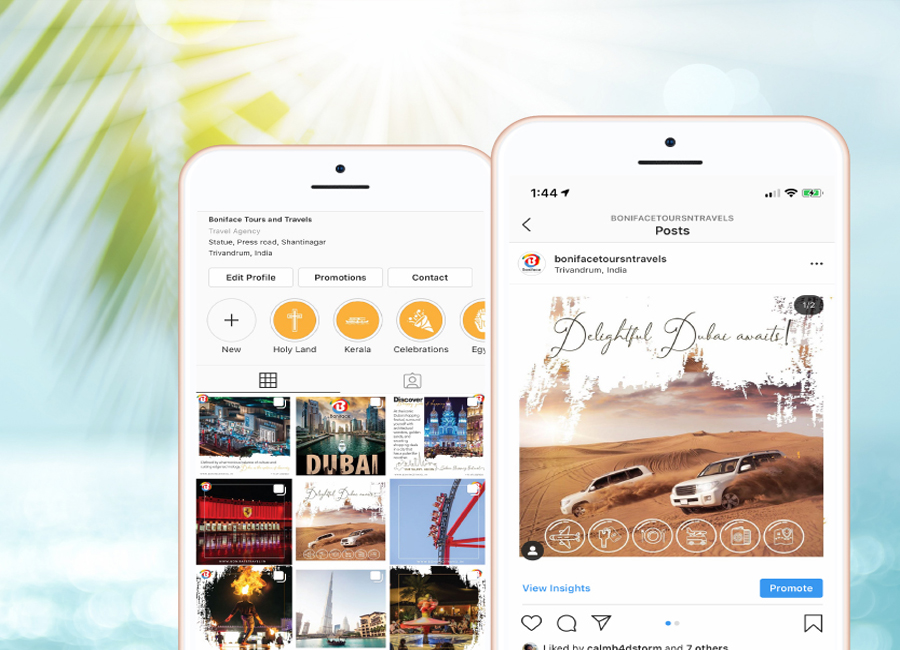 Boniface Tours and Travels
Travel Agency
Statue, Press road, Shantinagar
Trivandrum, India
Edit Profile
Promotions
Contact
New
Holy Land
Kerala
Celebrations
Egy
Discover
Boniface
DUBAI
Delightful Dubai awaits
1:44
BONIFACETOURSNTRAVELS
Posts
Boniface
bonifacetoursntravels
Trivandrum, India
1/2
Delightful Dubai awaits!
View Insights
Promote
Liked by calmb4dstorm and 7 others